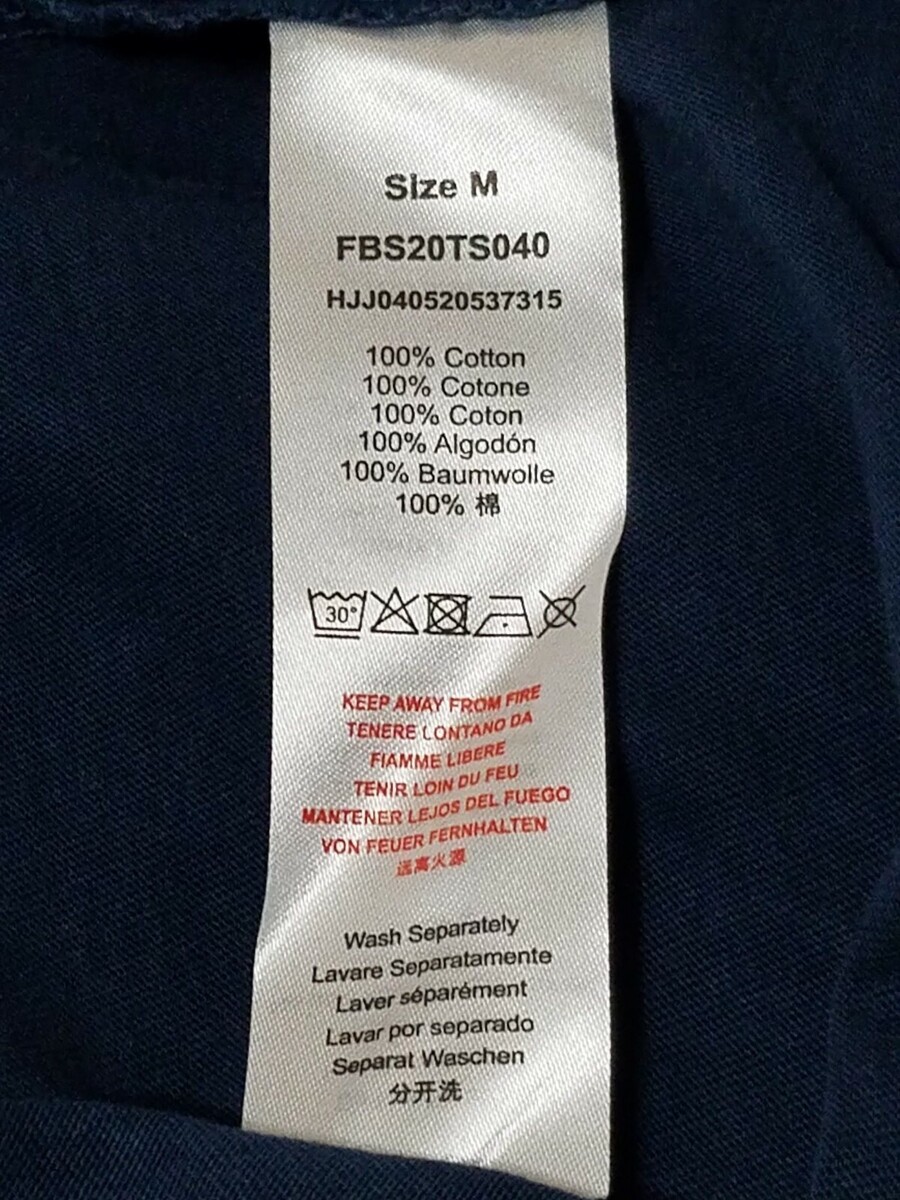 Size M
FBS20TS040
HJJ040520537315
100% Cotton
100% Cotone
100% Coton
100% Algodón
100% Baumwolle
100% 棉
30°
KEEP AWAY FROM FIRE
TENERE LONTANO DA
FIAMME LIBERE
TENIR LOIN DU FEU
MANTENER LEJOS DEL FUEGO
VON FEUER FERNHALTEN
远离火源
Wash Separately
Lavare Separatamente
Laver séparément
Lavar por separado
Separat Waschen
分开洗